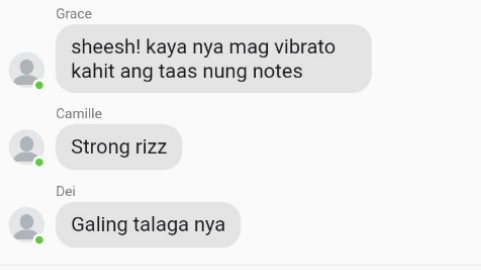 Grace
sheesh! kaya nya mag vibrato
kahit ang taas nung notes
Camille
Strong rizz
Dei
Galing talaga nya